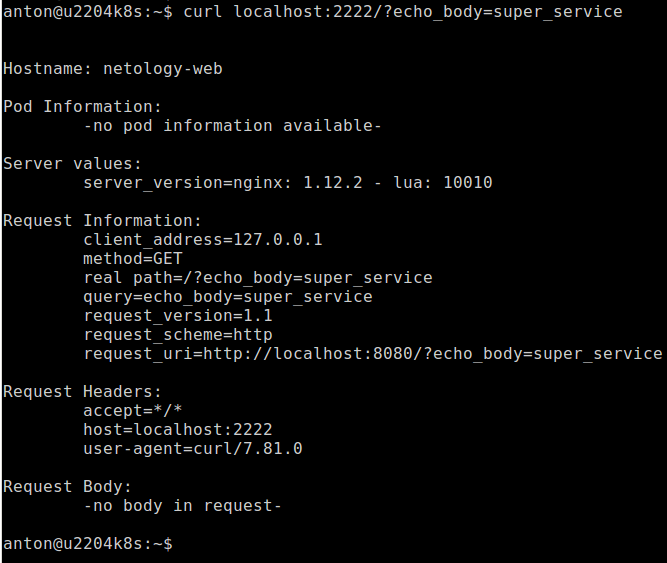 anton@u2204k8s:~$ curl localhost:2222/?echo_body=super_service
Hostname: netology-web
Pod Information:
-no pod information available-
Server values:
server_version=nginx: 1.12.2 - lua: 10010
Request Information:
client_address=127.0.0.1
method=GET
real path=/?echo_body=super_service
query=echo_body=super_service
request_version=1.1
request_scheme=http
request_uri=http://localhost:8080/?echo_body=super_service
Request Headers:
accept=*/*
host=localhost:2222
user-agent=curl/7.81.0
Request Body:
-no body in request-
anton@u2204k8s:~$